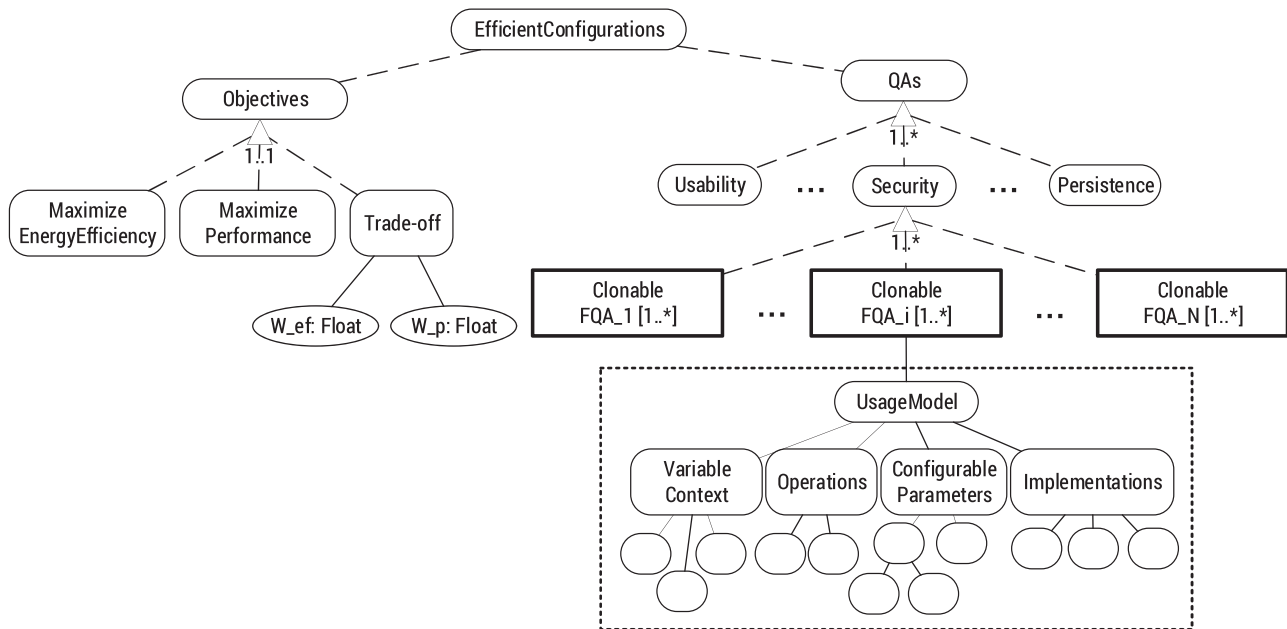 EfficientConfigurations
Objectives
QAs
1..1
1..*
Maximize
EnergyEfficiency
Maximize
Performance
Trade-off
Usability
...
Security
...
Persistence
1..*
W_ef: Float
W_p: Float
Clonable
FQA_1 [1..*]
...
Clonable
FQA_i [1..*]
...
Clonable
FQA_N [1..*]
UsageModel
Variable
Context
Operations
Configurable
Parameters
Implementations